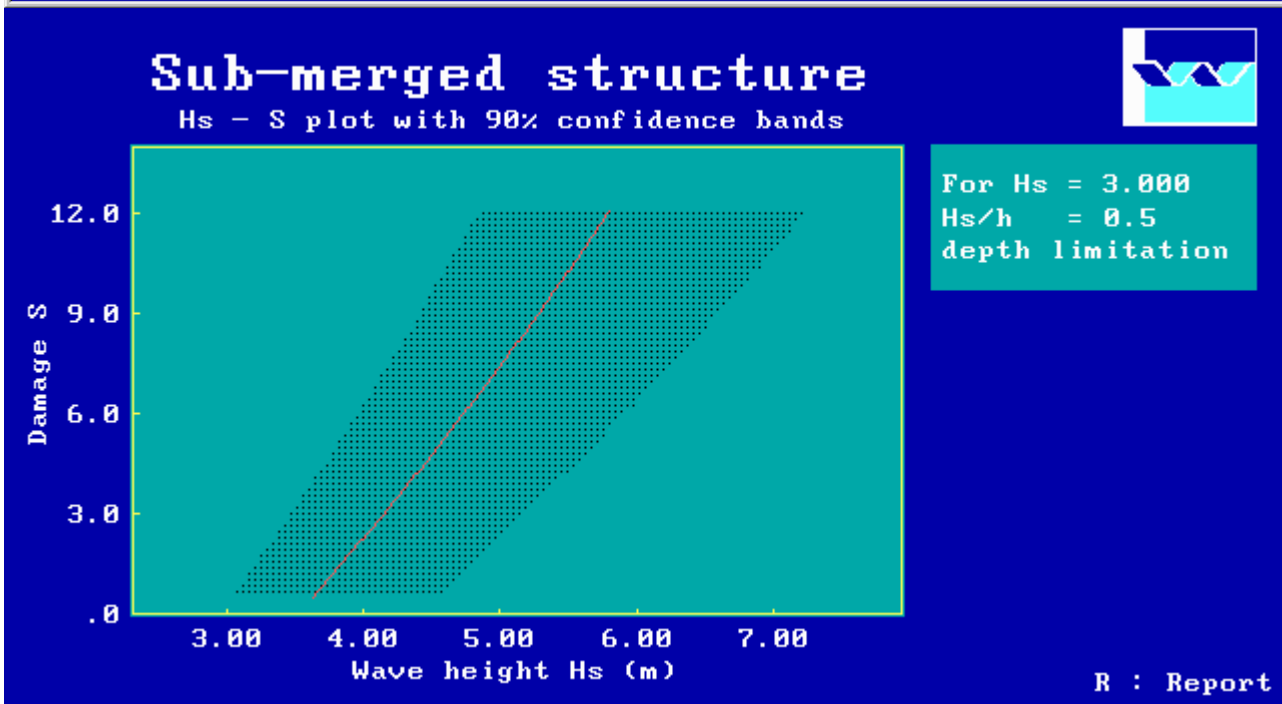 Sub-merged structure
Hs - S plot with 90% confidence bands
For Hs = 3.000
Hs/h = 0.5
depth limitation
12.0
9.0
6.0
3.0
.0
Damage S
3.00 4.00 5.00 6.00 7.00
Wave height Hs (m)
R : Report